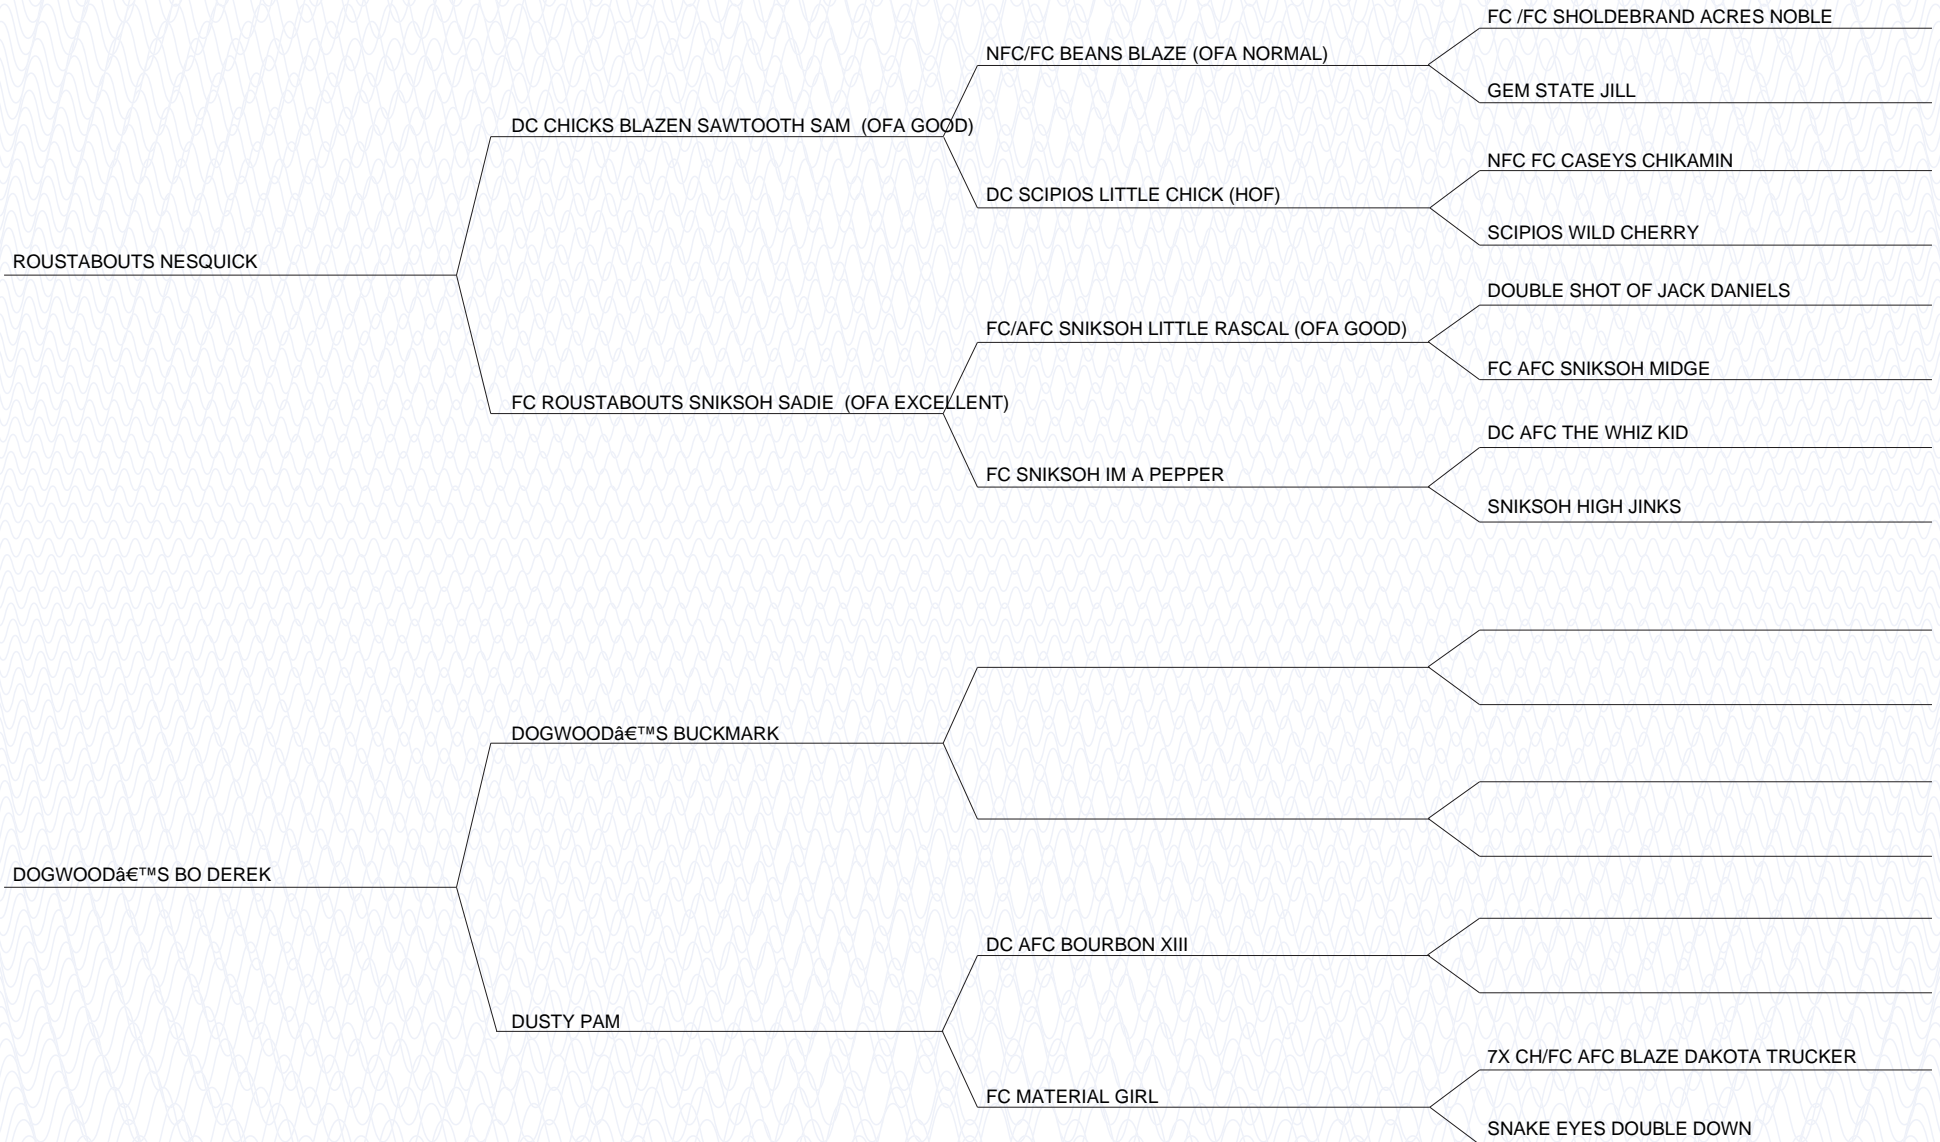 FC /FC SHOLDEBRAND ACRES NOBLE
NFC/FC BEANS BLAZE (OFA NORMAL)
GEM STATE JILL
DC CHICKS BLAZEN SAWTOOTH SAM  (OFA GOOD)
NFC FC CASEYS CHIKAMIN
DC SCIPIOS LITTLE CHICK (HOF)
SCIPIOS WILD CHERRY
ROUSTABOUTS NESQUICK
DOUBLE SHOT OF JACK DANIELS
FC/AFC SNIKSOH LITTLE RASCAL (OFA GOOD)
FC AFC SNIKSOH MIDGE
FC ROUSTABOUTS SNIKSOH SADIE  (OFA EXCELLENT)
DC AFC THE WHIZ KID
FC SNIKSOH IM A PEPPER
SNIKSOH HIGH JINKS
DOGWOODâ€™S BUCKMARK
DOGWOODâ€™S BO DEREK
DC AFC BOURBON XIII
DUSTY PAM
7X CH/FC AFC BLAZE DAKOTA TRUCKER
FC MATERIAL GIRL
SNAKE EYES DOUBLE DOWN